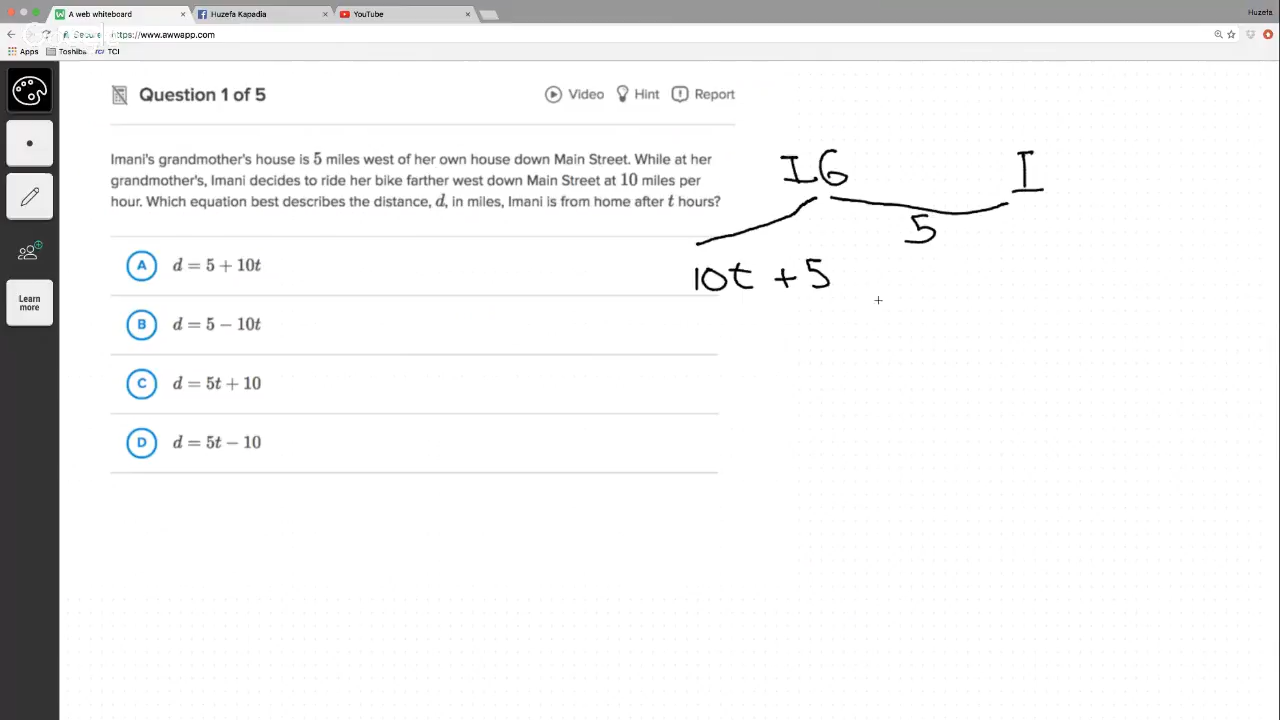 A web whiteboard
Huzefa Kapadia
YouTube
Huzefa
Secure
https://www.awwapp.com
Apps
Toshiba
TCI
Question 1 of 5
Video
Hint
Report
Imani's grandmother's house is 5 miles west of her own house down Main Street. While at her
grandmother's, Imani decides to ride her bike farther west down Main Street at 10 miles per
hour. Which equation best describes the distance, d, in miles, Imani is from home after t hours?
A d = 5 + 10t
B d = 5 − 10t
C d = 5t + 10
D d = 5t − 10
Learn
more
IG I
5
10t + 5